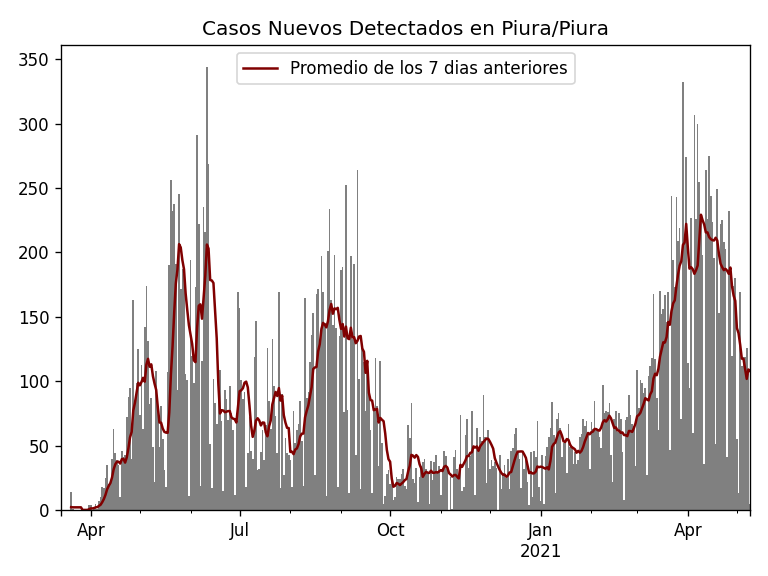 Casos Nuevos Detectados en Piura/Piura
Promedio de los 7 dias anteriores
350
300
250
200
150
100
50
0
Apr
Jul
Oct
Jan
2021
Apr